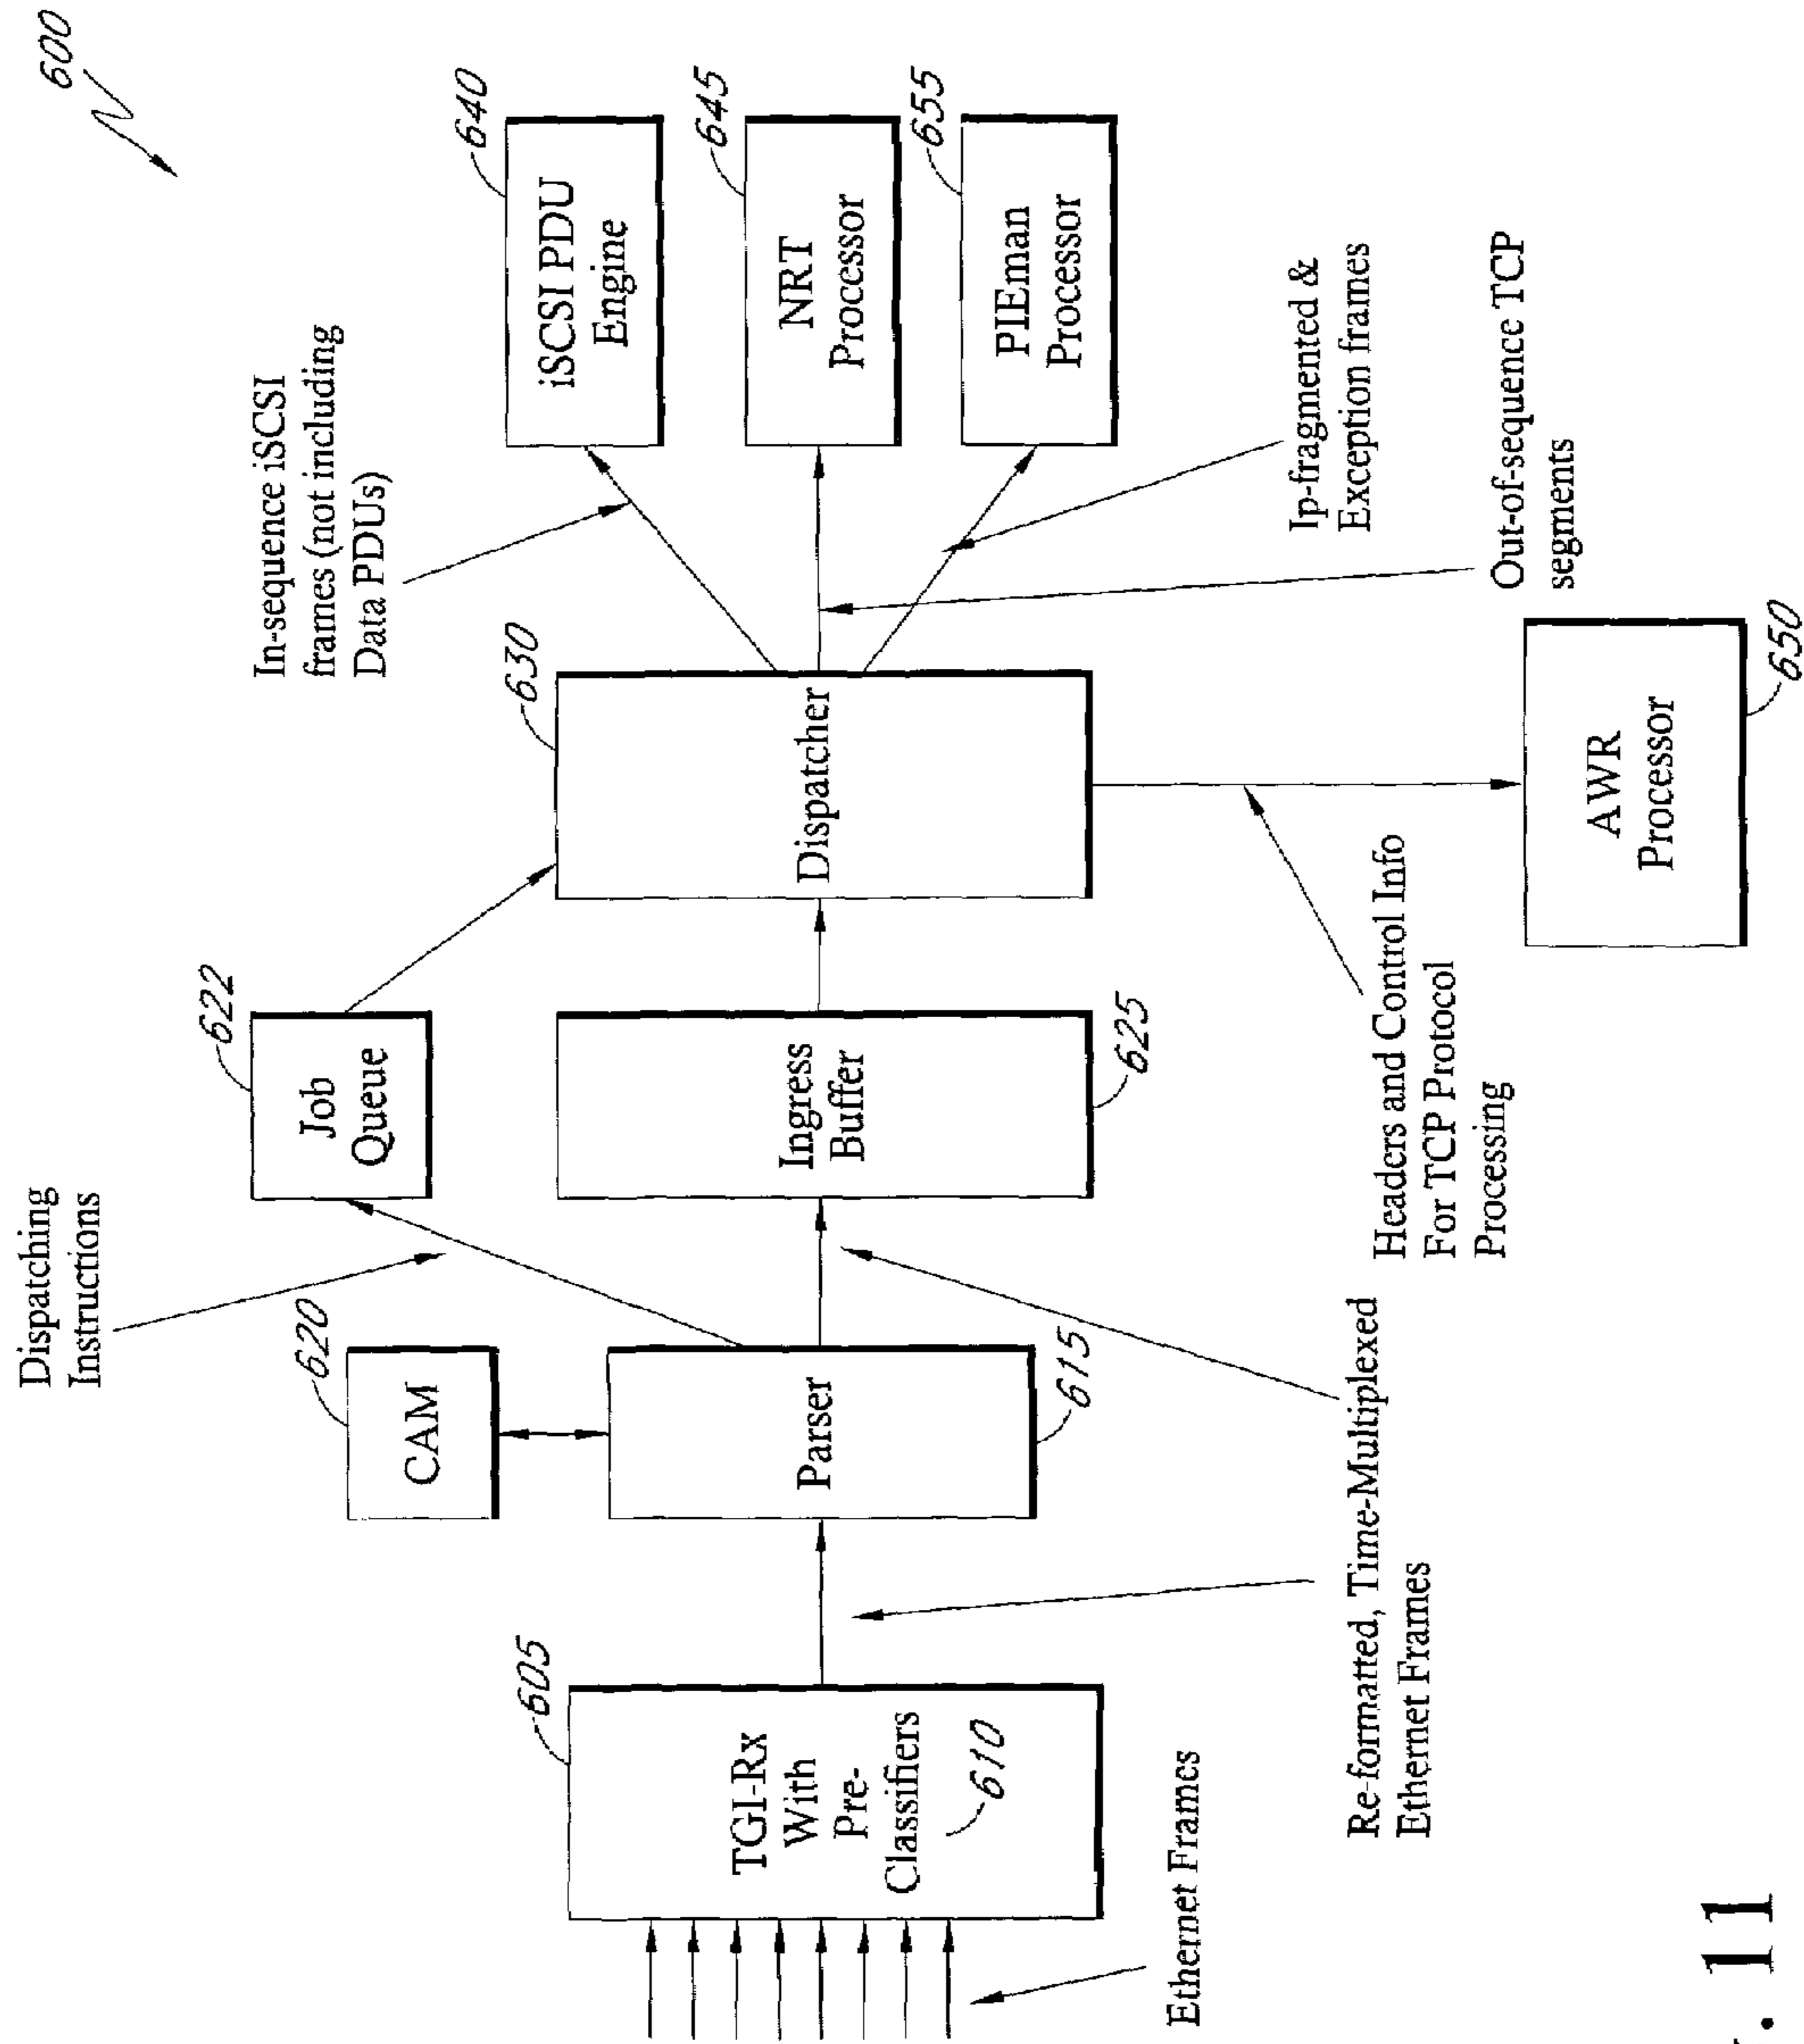 600
Dispatching
Instructions
In-sequence iSCSI
frames (not including
Data PDUs)
605
TGI-Rx
With
Pre-
Classifiers
610
620
CAM
Parser
615
622
Job
Queue
Ingress
Buffer
625
630
Dispatcher
640
iSCSI PDU
Engine
645
NRT
Processor
655
PIEman
Processor
Ethernet Frames
Re-formatted, Time-Multiplexed
Ethernet Frames
Headers and Control Info
For TCP Protocol
Processing
AWR
Processor
650
Ip-fragmented &
Exception frames
Out-of-sequence TCP
segments
. 11